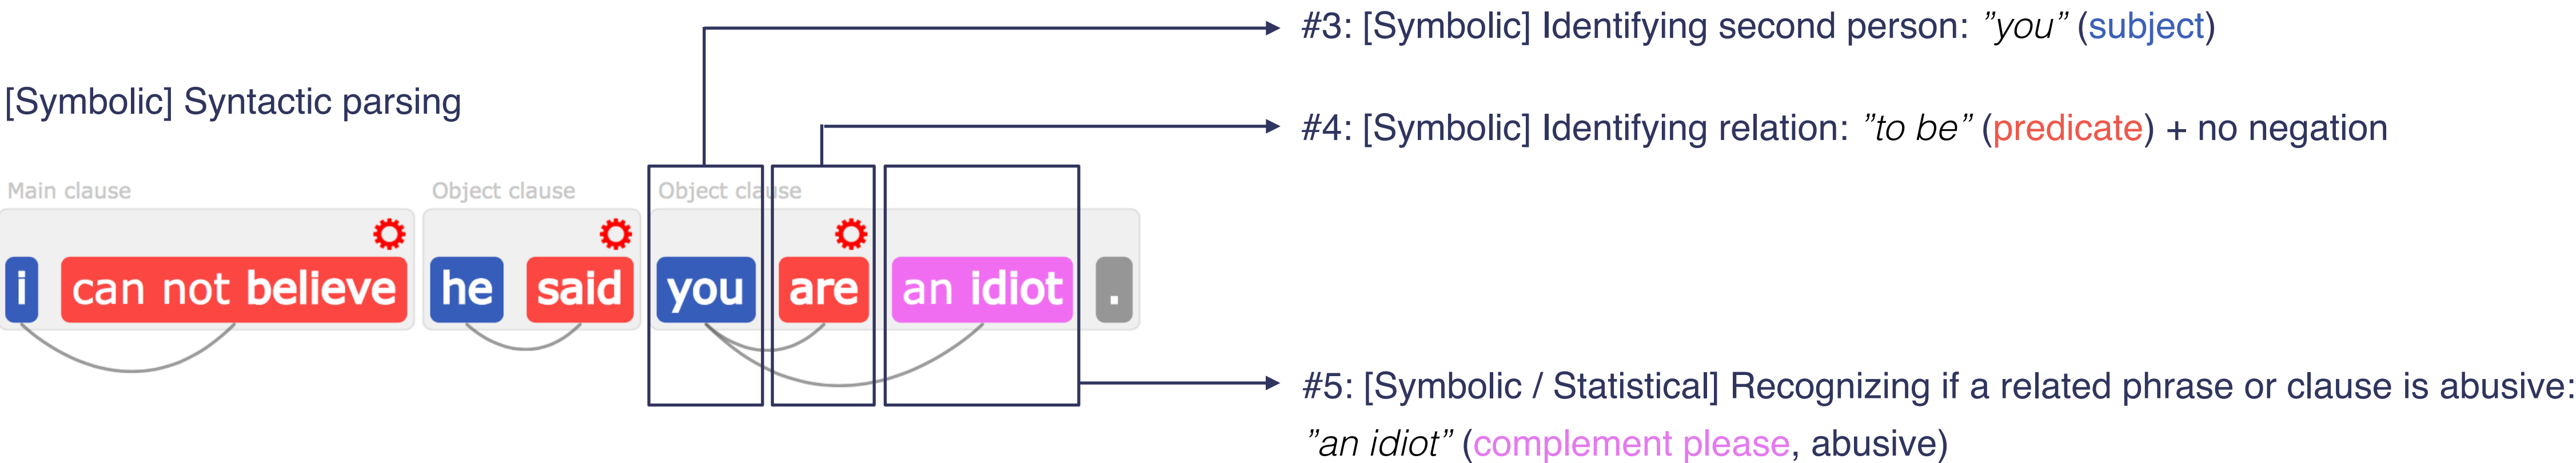 #3: [Symbolic] Identifying second person: ”you” (subject)
[Symbolic] Syntactic parsing
#4: [Symbolic] Identifying relation: ”to be” (predicate) + no negation
Main clause Object clause Object clause
i can not believe he said you are an idiot .
#5: [Symbolic / Statistical] Recognizing if a related phrase or clause is abusive:
”an idiot” (complement please, abusive)